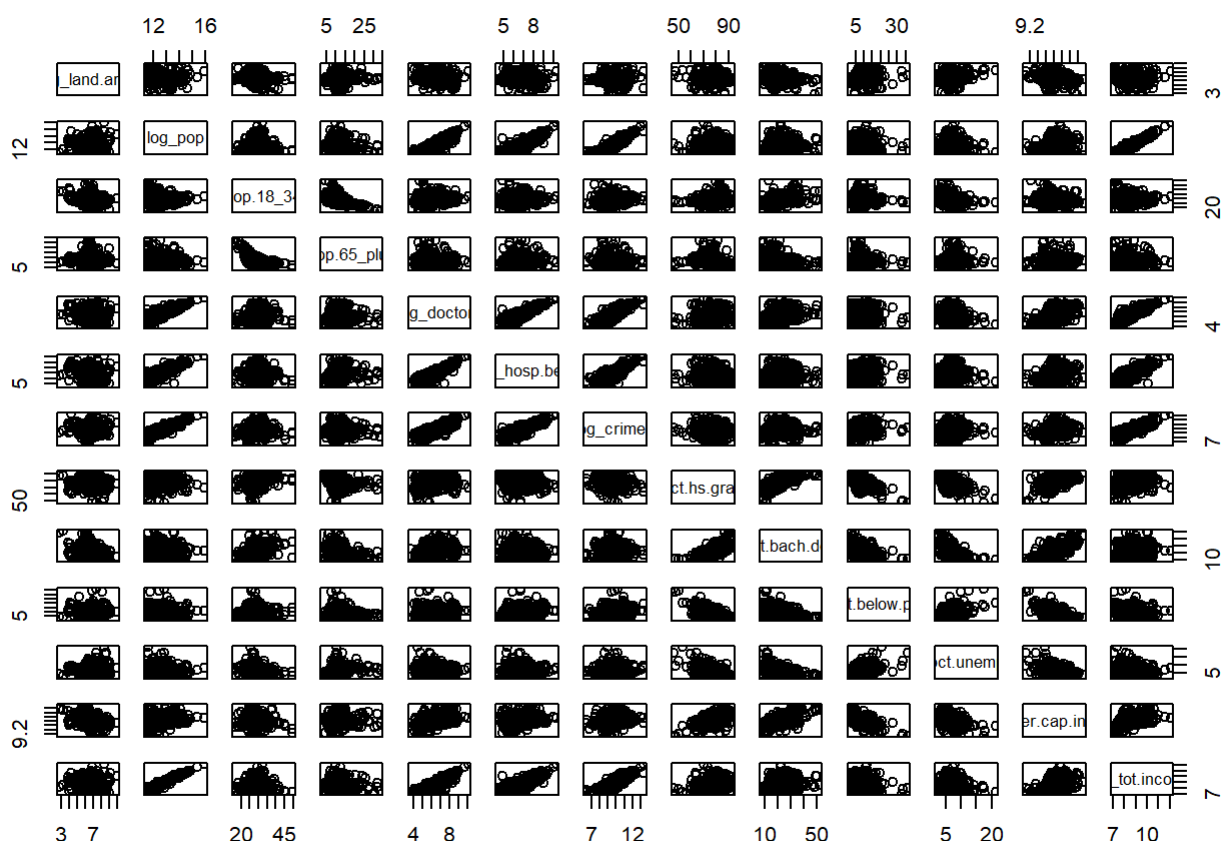 12 16 5 25 5 8 50 90 5 30 9.2
_land.ar 3
12 log_pop
op.18_3 20
5 op.65_plu
g_docto 4
5 _hosp.be
og_crime 7
50 ct.hs.gra
t.bach.d 10
5 t.below.p
pct.unem 5
9.2 er.cap.in
_tot.inco 7
3 7 20 45 4 8 7 12 10 50 5 20 7 10